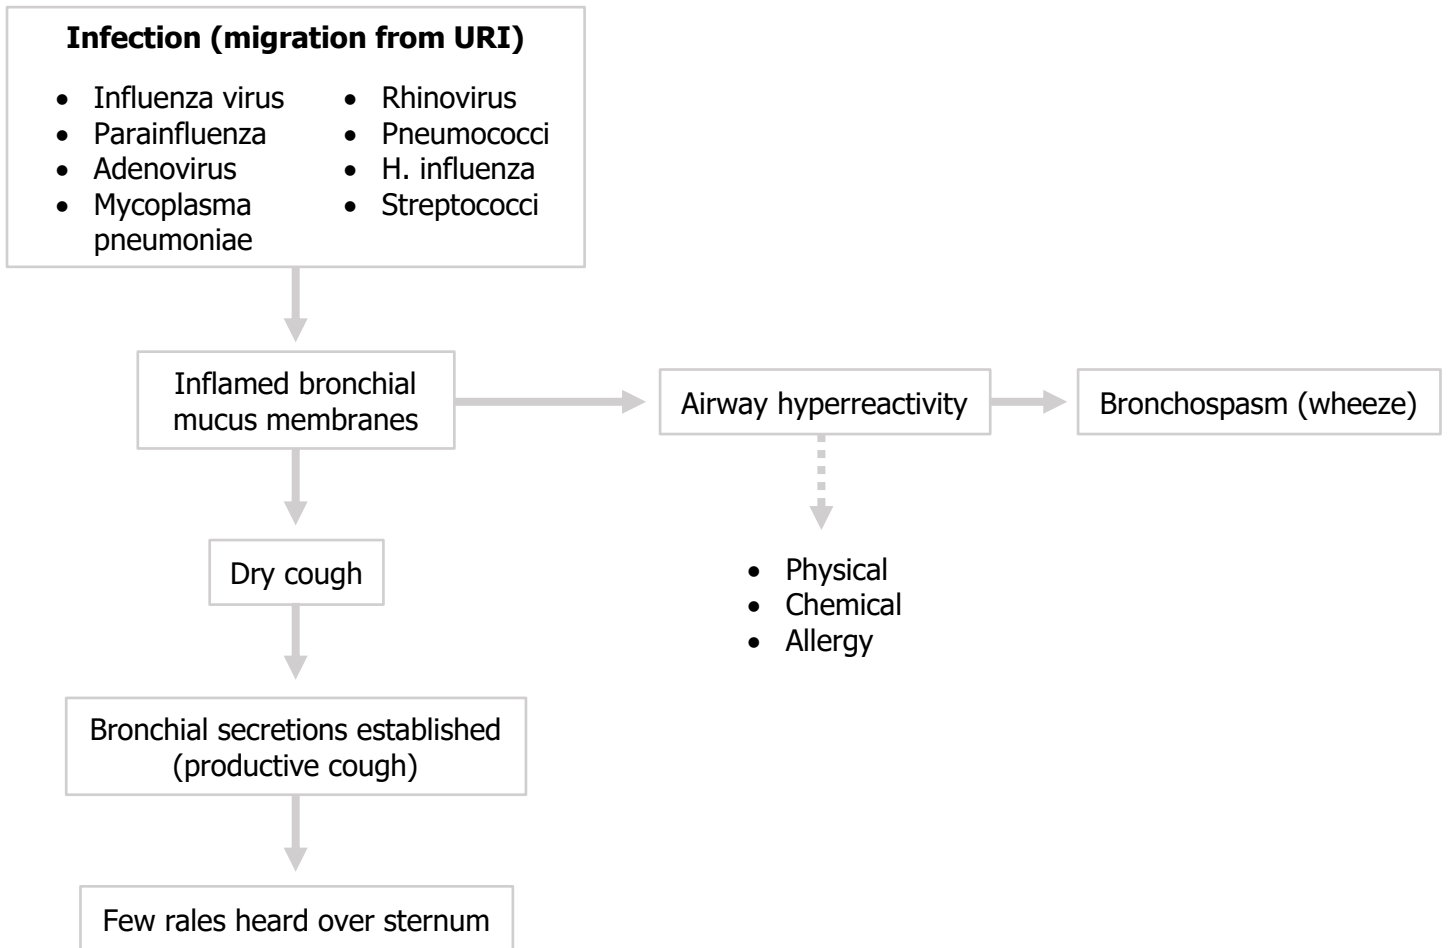 Infection (migration from URI)
• Influenza virus
• Parainfluenza
• Adenovirus
• Mycoplasma
pneumoniae
• Rhinovirus
• Pneumococci
• H. influenza
• Streptococci
Inflamed bronchial
mucus membranes
Airway hyperreactivity
Bronchospasm (wheeze)
• Physical
• Chemical
• Allergy
Dry cough
Bronchial secretions established
(productive cough)
Few rales heard over sternum